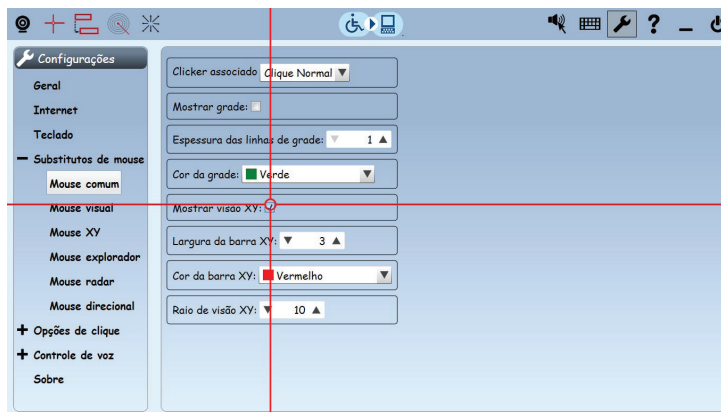 Configurações
Geral
Internet
Teclado
Substitutos de mouse
Mouse comum
Mouse visual
Mouse XY
Mouse explorador
Mouse radar
Mouse direcional
Opções de clique
Controle de voz
Sobre
Clicker associado Clique Normal
Mostrar grade:
Espessura das linhas de grade: 1
Cor da grade: Verde
Mostrar visão XY:
Largura da barra XY: 3
Cor da barra XY: Vermelho
Raio de visão XY: 10